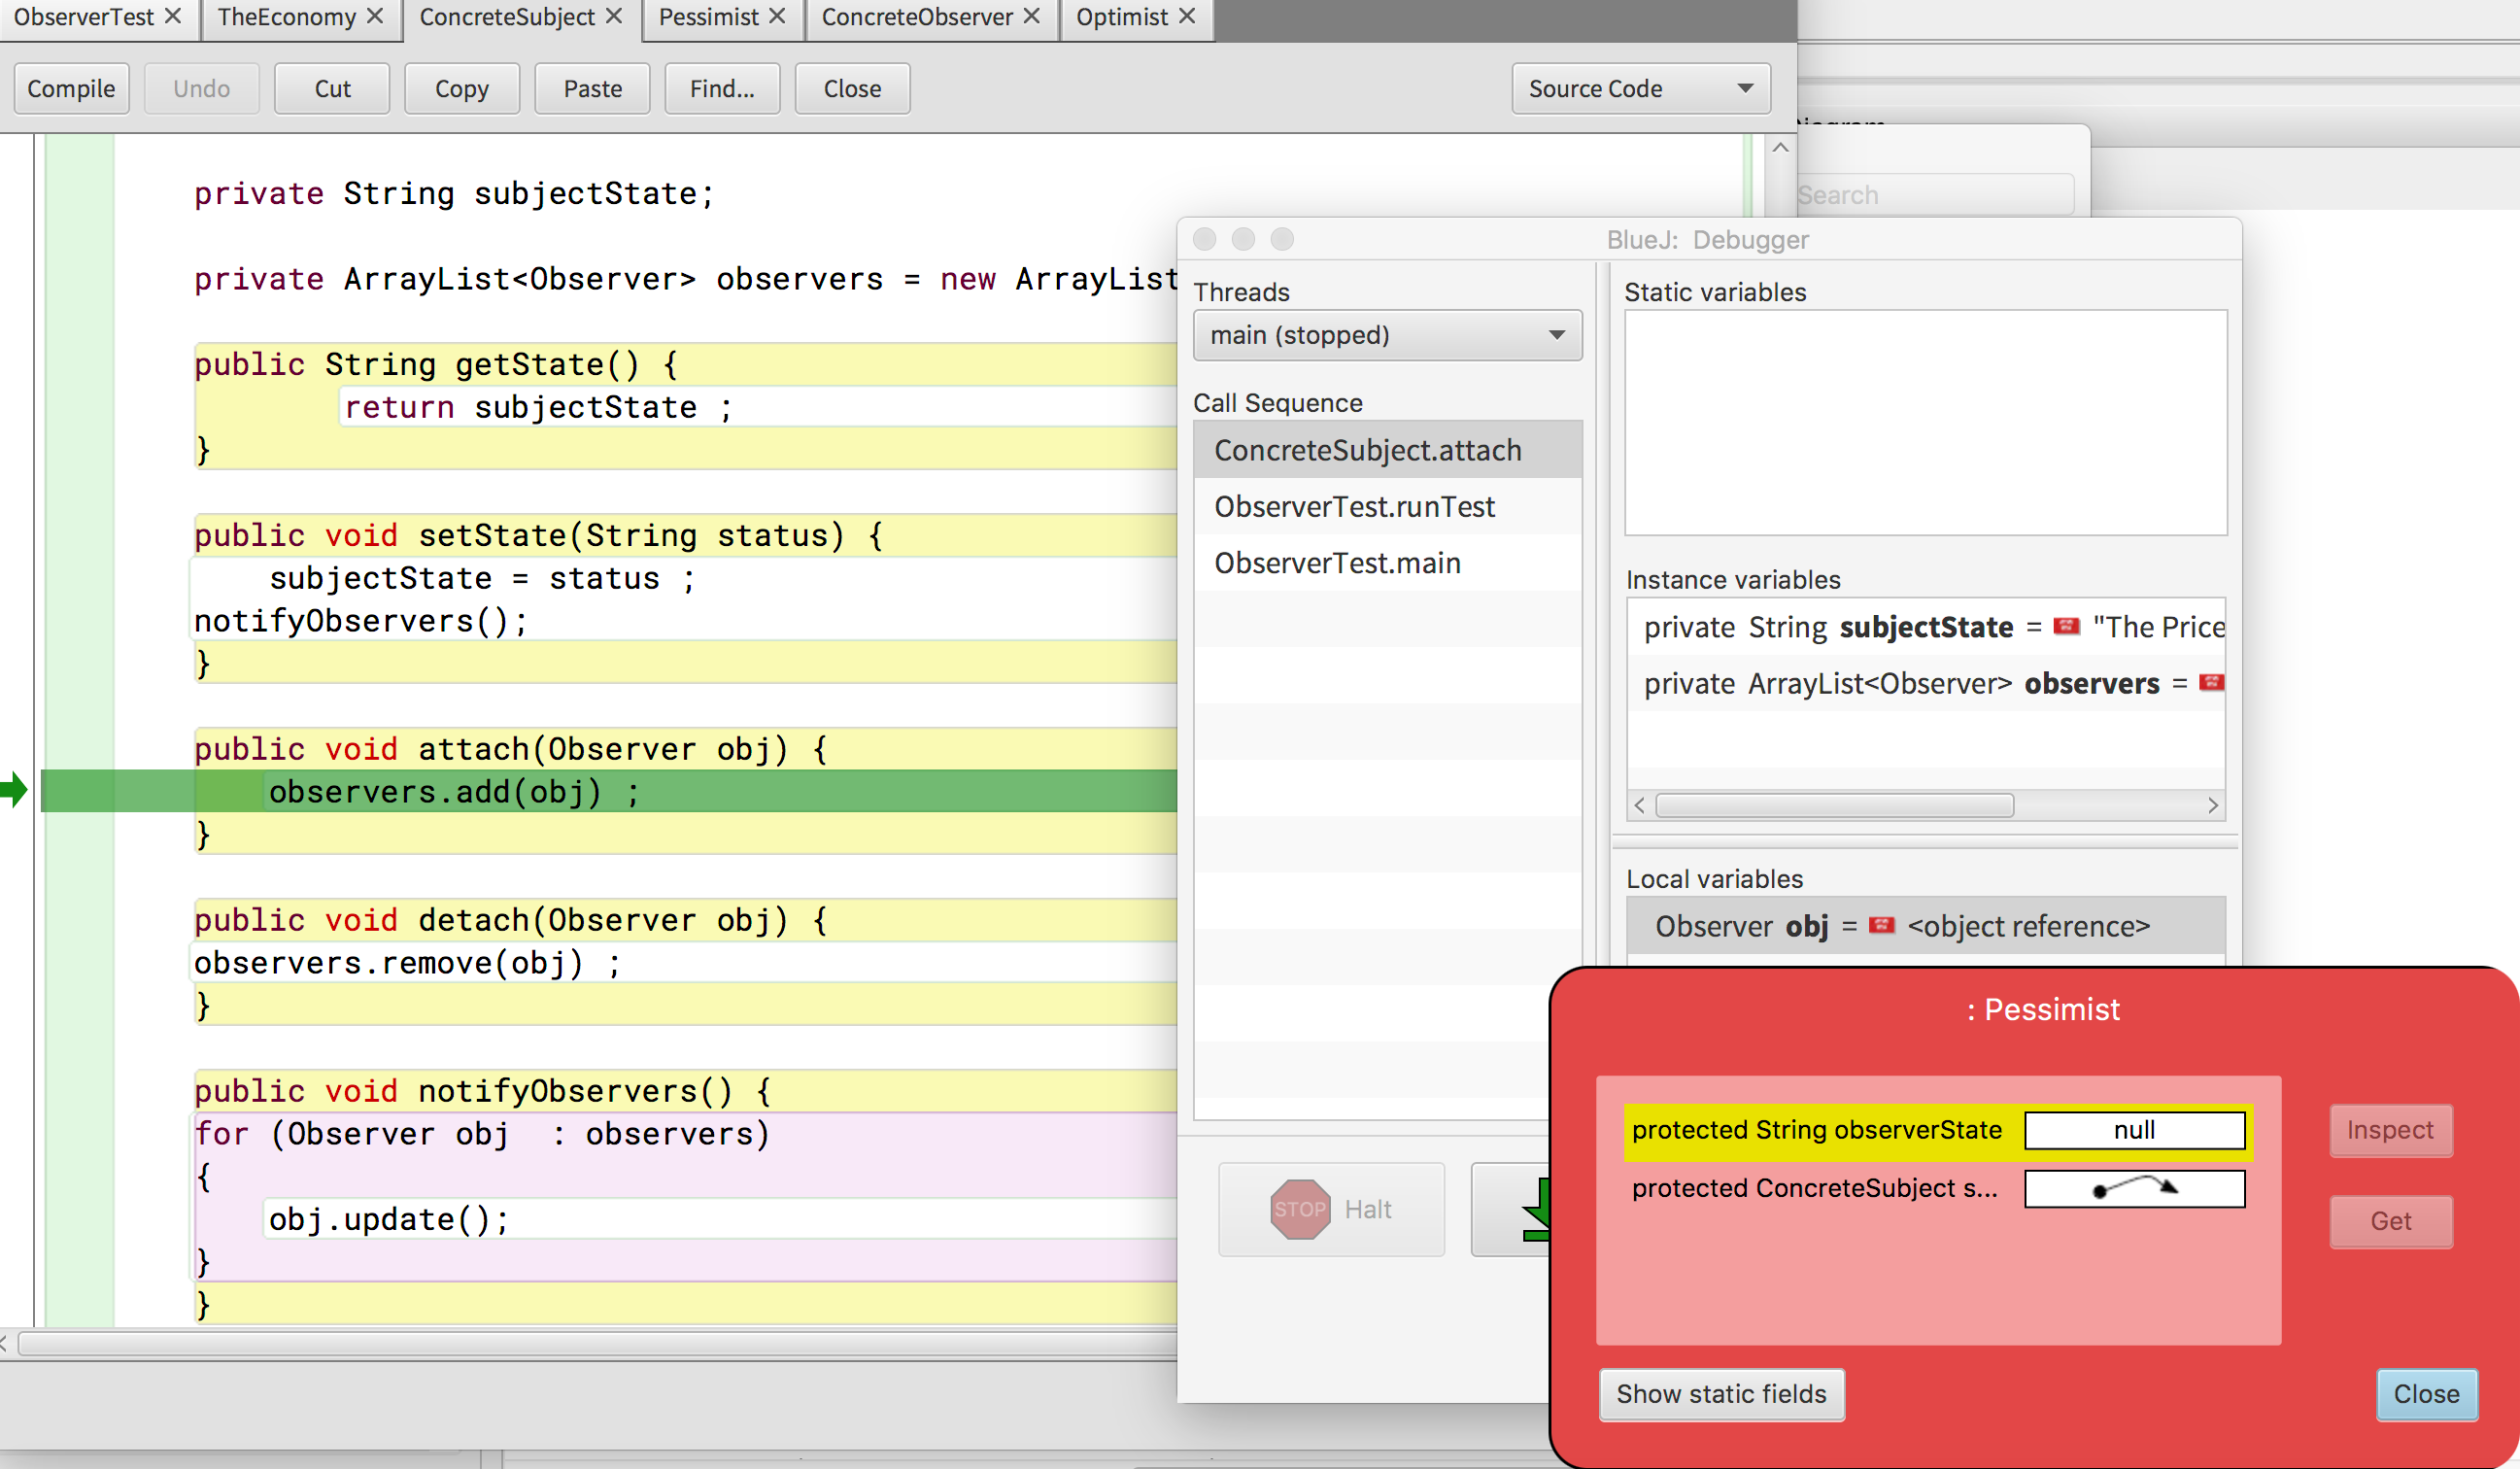 ObserverTest TheEconomy ConcreteSubject Pessimist ConcreteObserver Optimist
Compile Undo Cut Copy Paste Find... Close Source Code
Search
private String subjectState;
private ArrayList<Observer> observers = new ArrayList
public String getState() {
return subjectState ;
}
public void setState(String status) {
subjectState = status ;
notifyObservers();
}
public void attach(Observer obj) {
observers.add(obj) ;
}
public void detach(Observer obj) {
observers.remove(obj) ;
}
public void notifyObservers() {
for (Observer obj  : observers)
{
obj.update();
}
}
BlueJ:  Debugger
Threads
main (stopped)
Call Sequence
ConcreteSubject.attach
ObserverTest.runTest
ObserverTest.main
STOP Halt
Static variables
Instance variables
private String subjectState = "The Price
private ArrayList<Observer> observers =
Local variables
Observer obj = <object reference>
: Pessimist
protected String observerState null
protected ConcreteSubject s...
Inspect
Get
Show static fields
Close